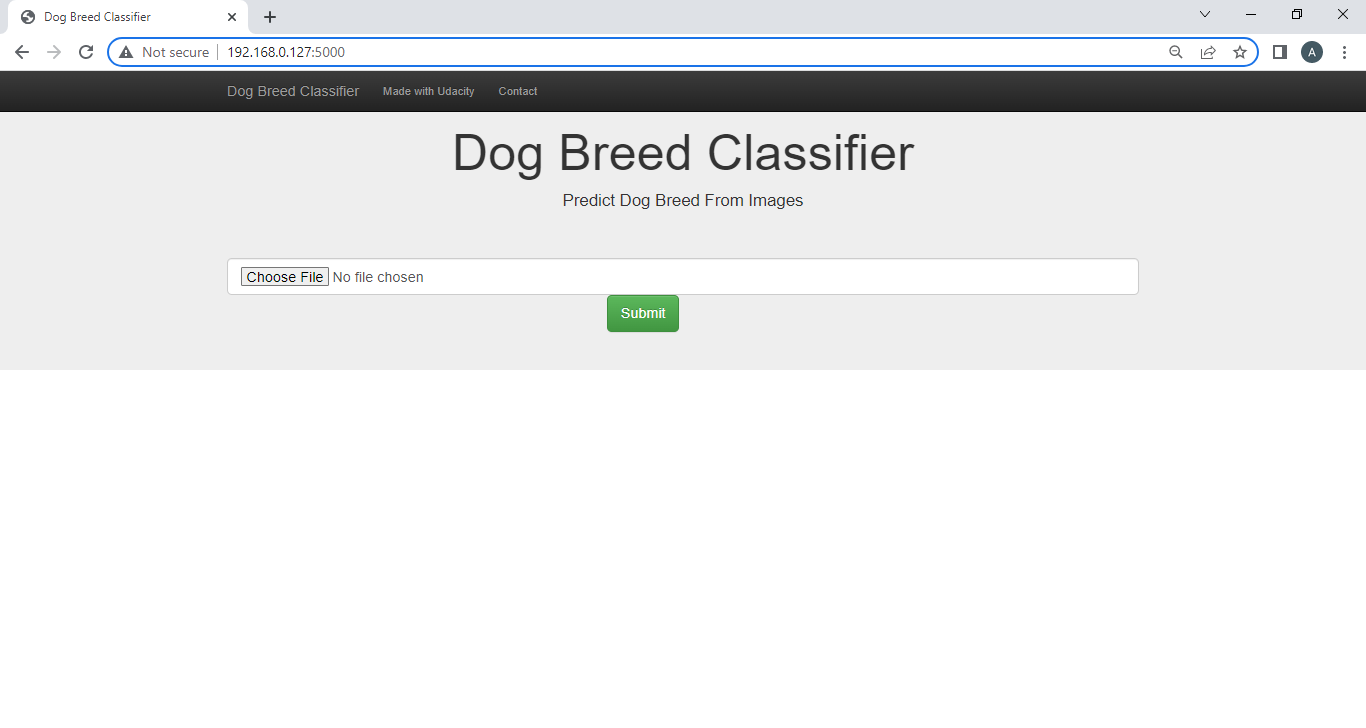 Dog Breed Classifier
Not secure 192.168.0.127:5000 A
Dog Breed Classifier Made with Udacity Contact
Dog Breed Classifier
Predict Dog Breed From Images
Choose File No file chosen
Submit